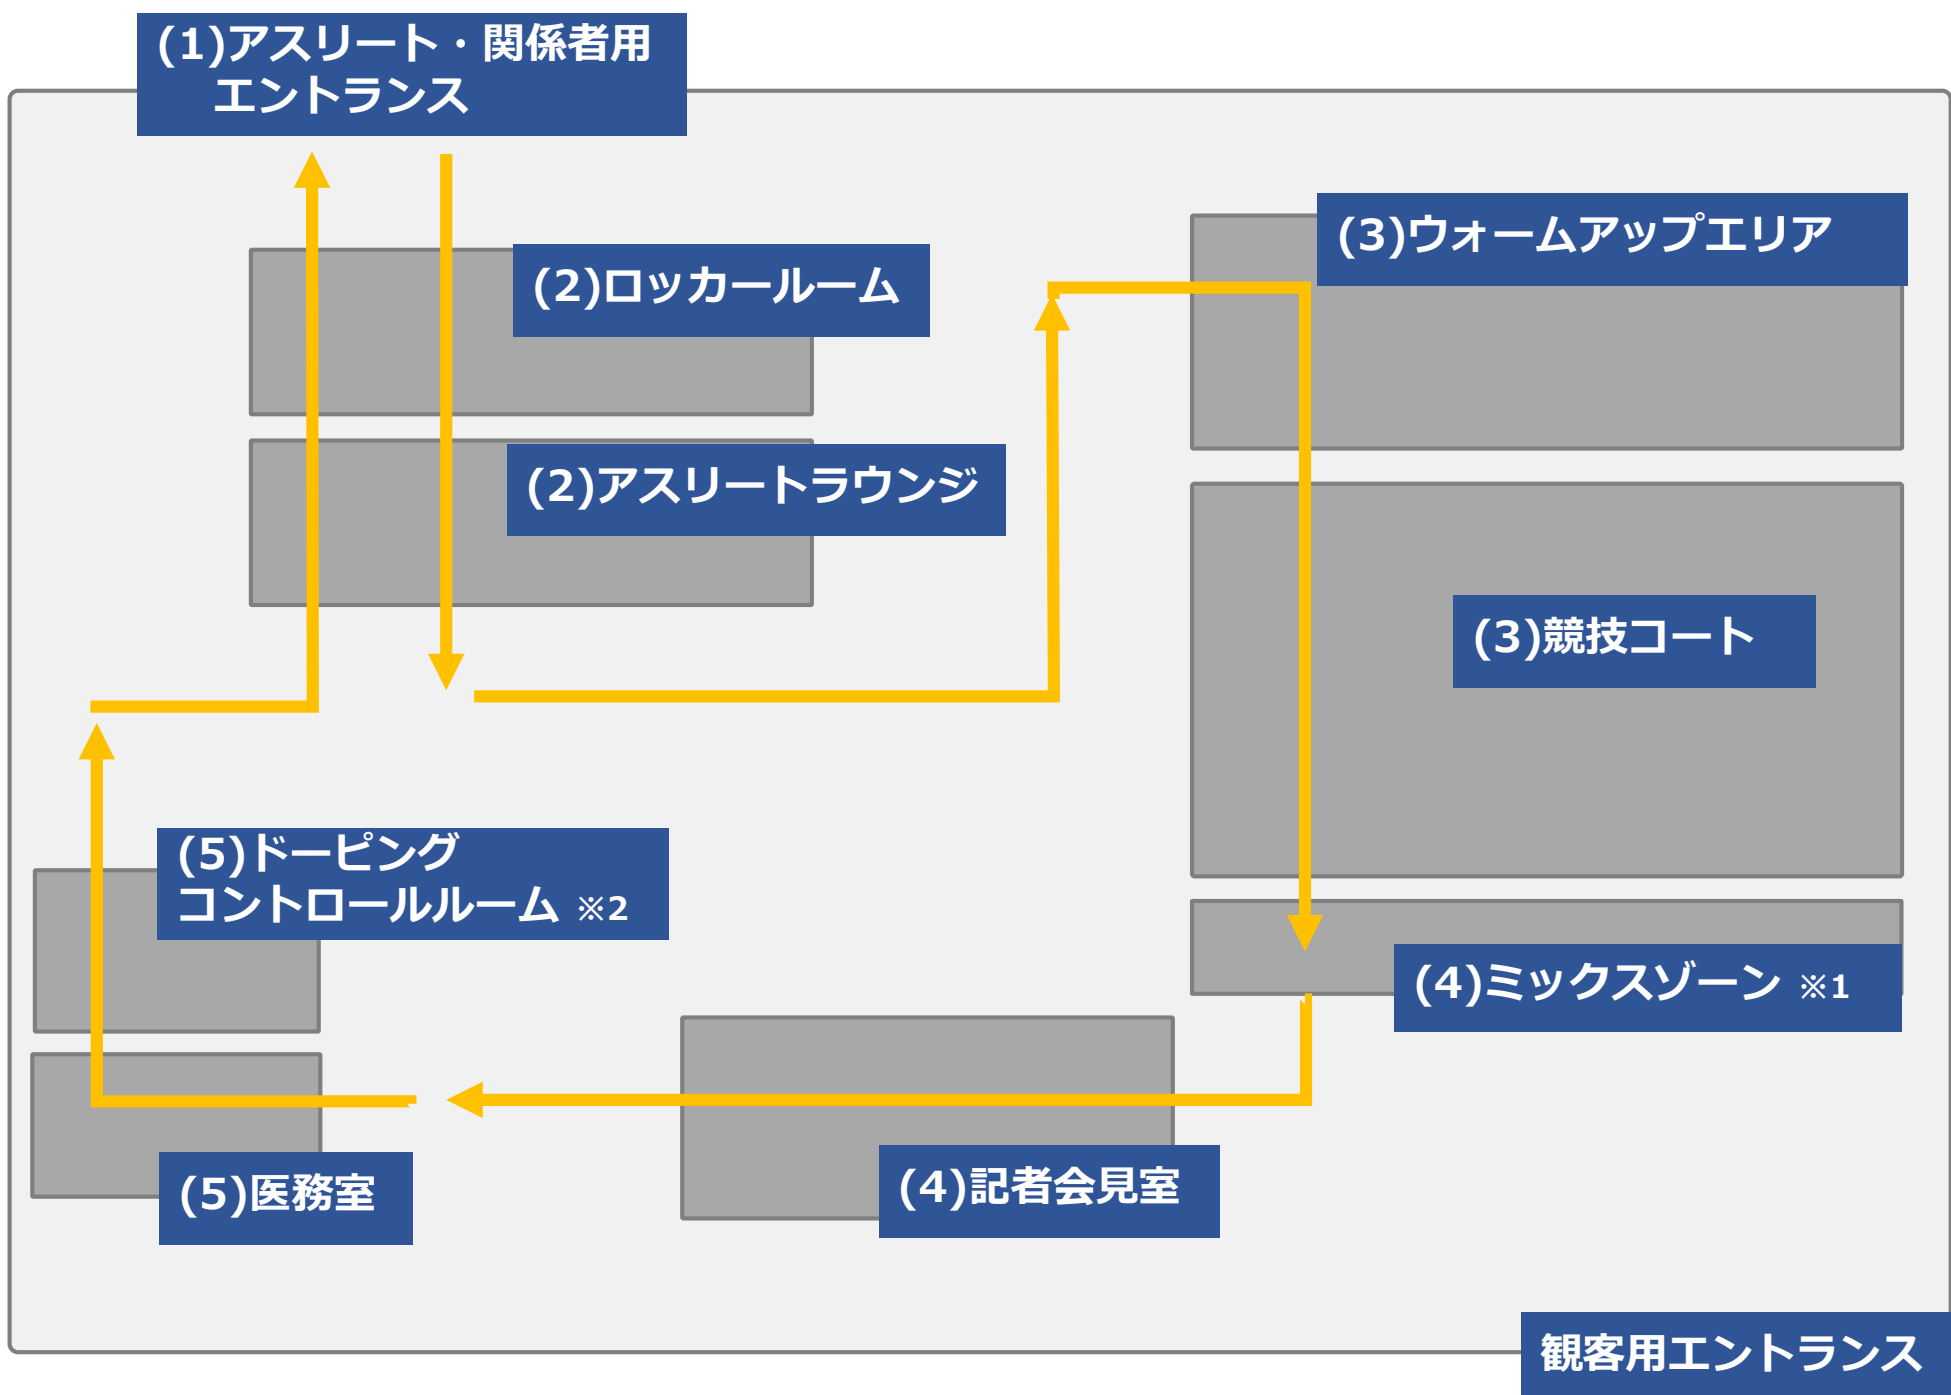 (1)アスリート・関係者用
エントランス
(2)ロッカールーム
(3)ウォームアップエリア
(2)アスリートラウンジ
(3)競技コート
(5)ドーピング
コントロールルーム ※2
(4)ミックスゾーン ※1
(5)医務室
(4)記者会見室
観客用エントランス